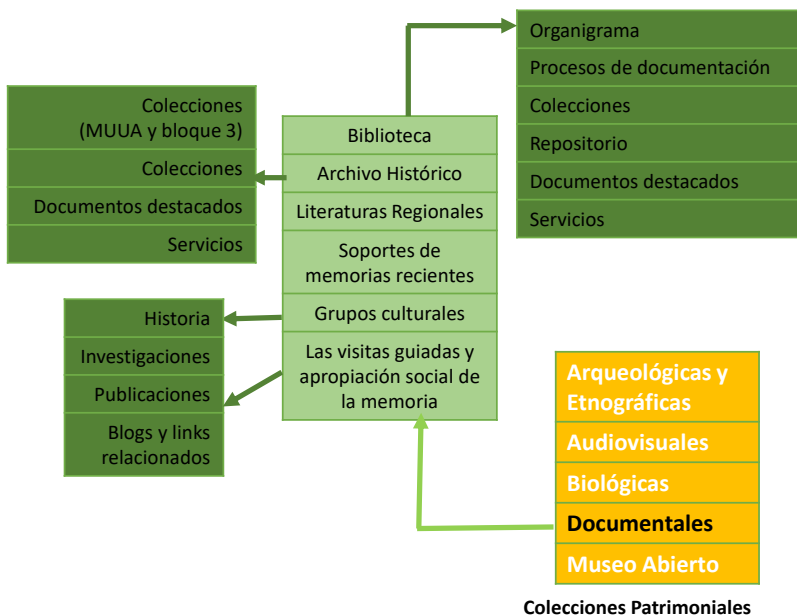 Organigrama
Procesos de documentación
Colecciones
Repositorio
Documentos destacados
Servicios
Colecciones
(MUUA y bloque 3)
Colecciones
Documentos destacados
Servicios
Biblioteca
Archivo Histórico
Literaturas Regionales
Soportes de
memorias recientes
Grupos culturales
Las visitas guiadas y
apropiación social de
la memoria
Historia
Investigaciones
Publicaciones
Blogs y links
relacionados
Arqueológicas y
Etnográficas
Audiovisuales
Biológicas
Documentales
Museo Abierto
Colecciones Patrimoniales